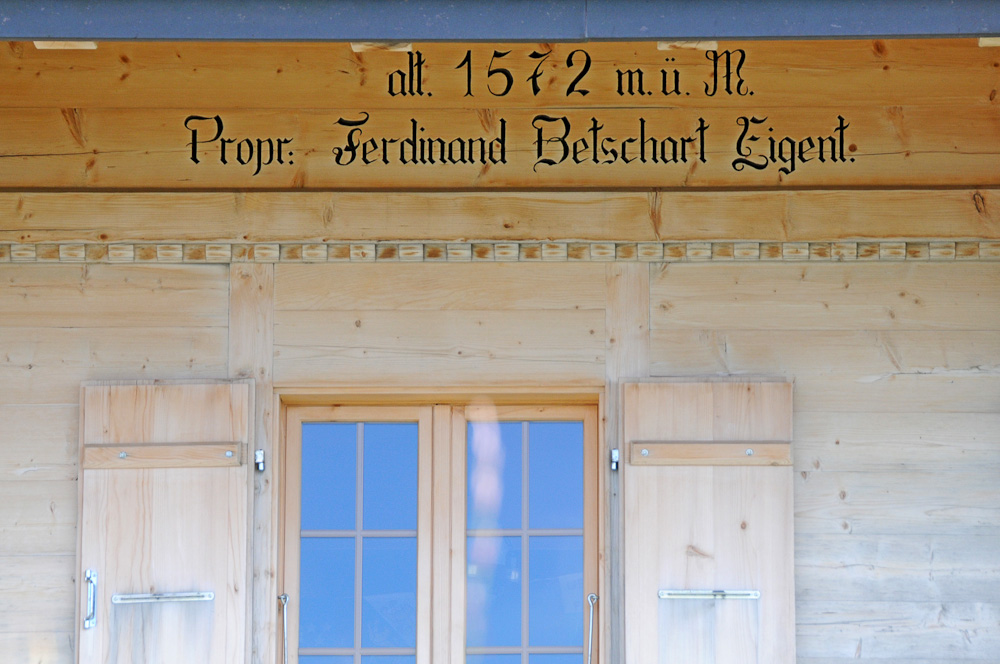 alt. 1572 m.ü.M.
Propr: Ferdinand Betschart Eigent.